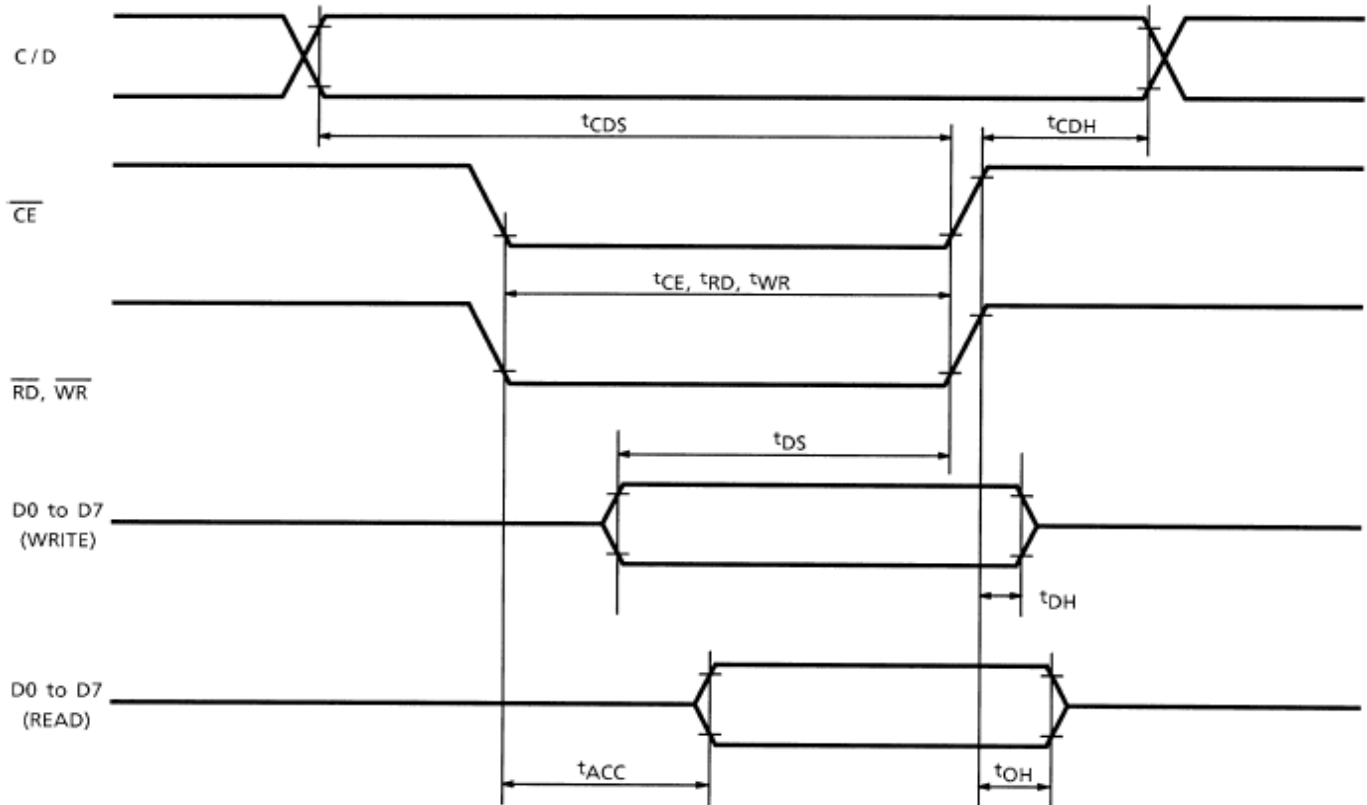 C/D
tCDS
tCDH
CE
tCE, tRD, tWR
RD, WR
tDS
D0 to D7
(WRITE)
tDH
D0 to D7
(READ)
tACC
tOH